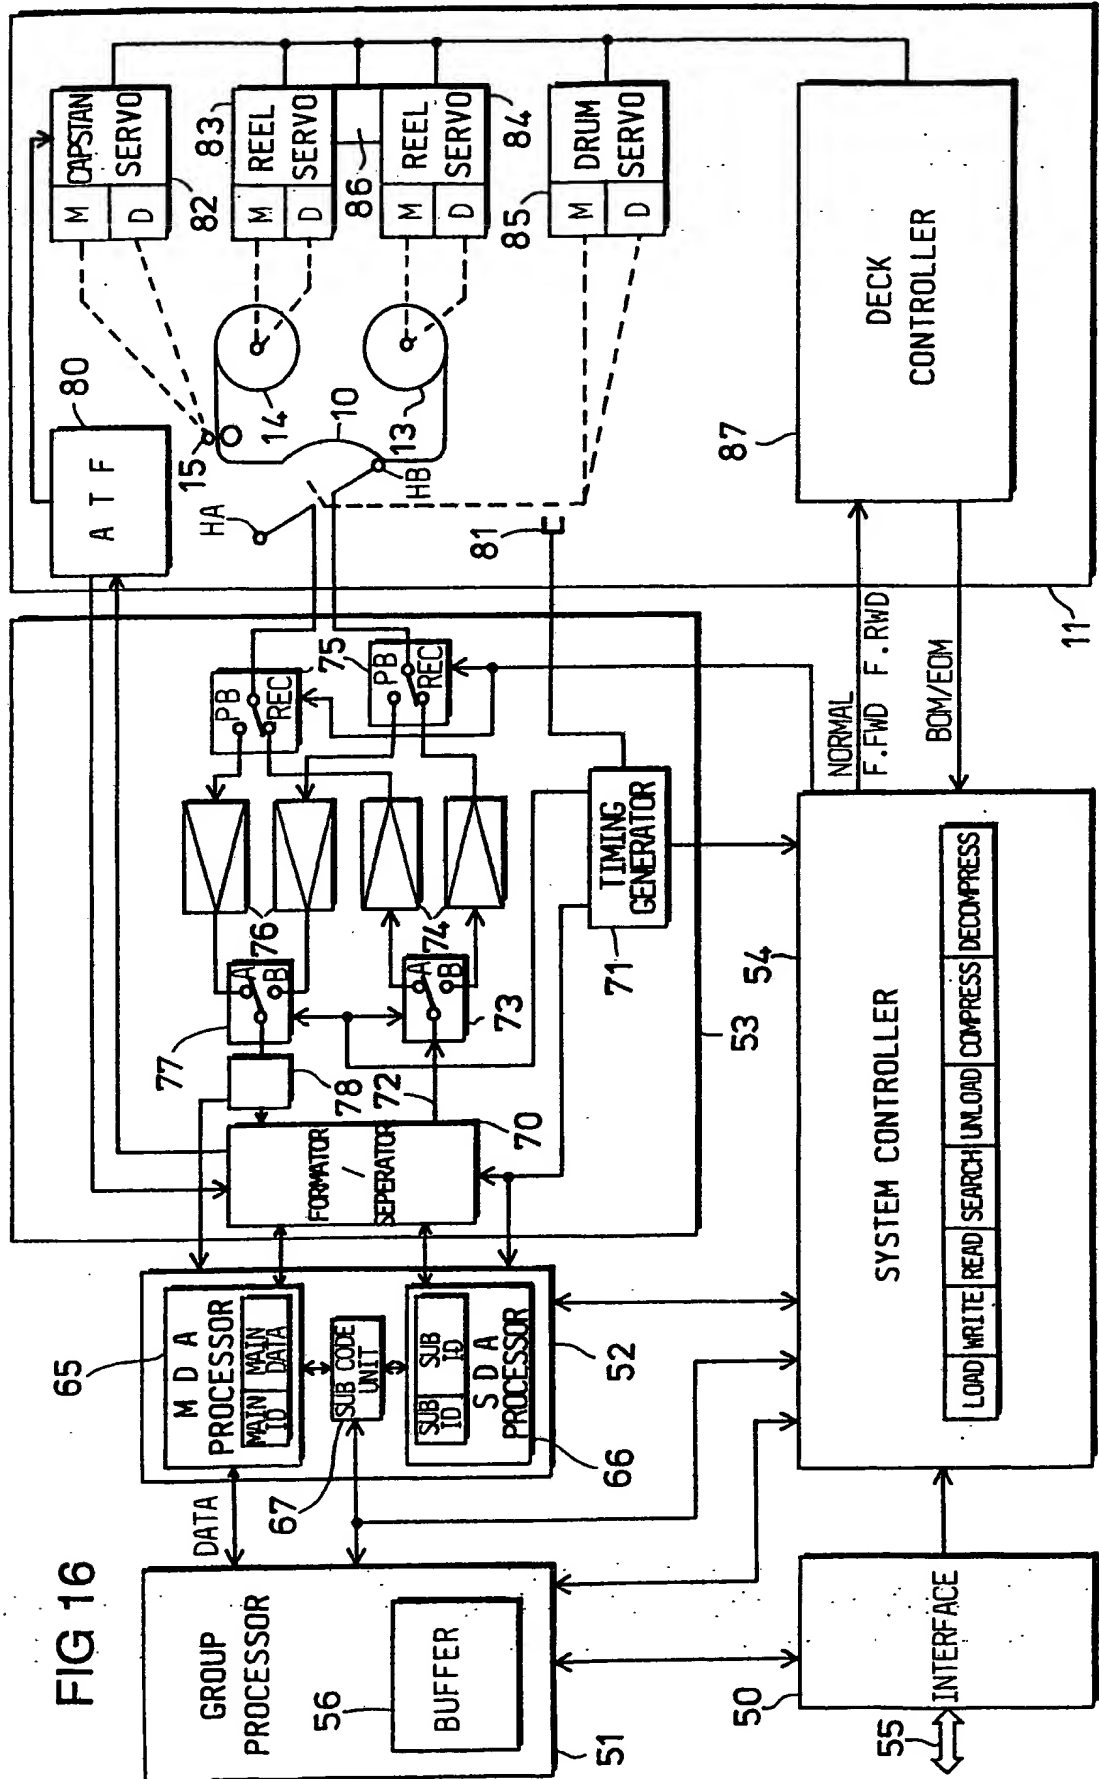 FIG 16
GROUP
PROCESSOR
56
BUFFER
51
DATA
65
M D A
PROCESSOR
MAIN
ID
MAIN
DATA
67
SUB CODE
UNIT
SUB
ID
SUB
ID
S D A
PROCESSOR
66
52
FORMATOR
/
SEPERATOR
70
72
78
77
A
B
76
A
B
73
74
PB
REC
75
PB
REC
TIMING
GENERATOR
71
53
A T F
80
HA
HB
15
14
10
13
81
CAPSTAN
SERVO
M
D
82
83
REEL
SERVO
M
D
86
REEL
SERVO
M
D
84
85
DRUM
SERVO
M
D
87
DECK
CONTROLLER
11
NORMAL
F.FWD F.RWD
BOM/EOM
54
SYSTEM CONTROLLER
LOAD
WRITE
READ
SEARCH
UNLOAD
COMPRESS
DECOMPRESS
50
INTERFACE
55